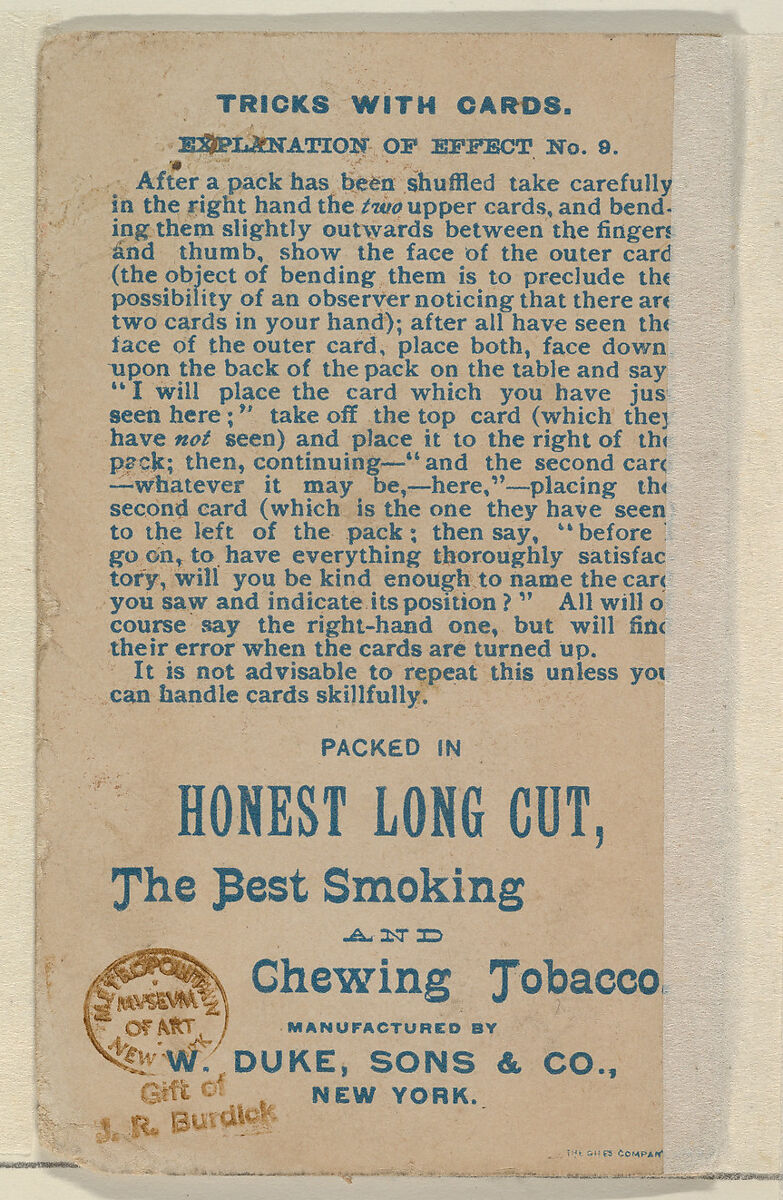 TRICKS WITH CARDS.
EXPLANATION OF EFFECT No. 9.
After a pack has been shuffled take carefully
in the right hand the two upper cards, and bend-
ing them slightly outwards between the fingers
and thumb, show the face of the outer card
(the object of bending them is to preclude the
possibility of an observer noticing that there are
two cards in your hand); after all have seen the
face of the outer card, place both, face down,
upon the back of the pack on the table and say
"I will place the card which you have jus
seen here;" take off the top card (which they
have not seen) and place it to the right of the
pack; then, continuing—"and the second card
—whatever it may be,—here,"—placing the
second card (which is the one they have seen
to the left of the pack; then say, "before
go on, to have everything thoroughly satisfac
tory, will you be kind enough to name the card
you saw and indicate its position?" All will o
course say the right-hand one, but will find
their error when the cards are turned up.
It is not advisable to repeat this unless you
can handle cards skillfully.
PACKED IN
HONEST LONG CUT,
The Best Smoking
AND
Chewing Tobacco
MANUFACTURED BY
W. DUKE, SONS & CO.,
NEW YORK.
METROPOLITAN
MVSEVM
OF ART
NEW YORK
Gift of
J. R. Burdick
THE GILES COMPAN